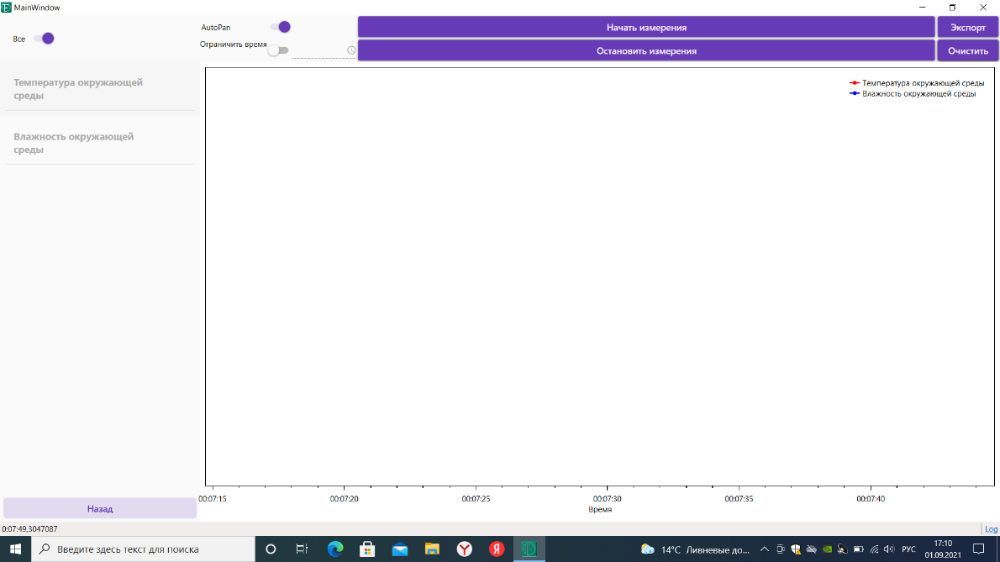 MainWindow
Все
AutoPan
Ограничить время
Начать измерения
Остановить измерения
Экспорт
Очистить
Температура окружающей
среды
Влажность окружающей
среды
Температура окружающей среды
Влажность окружающей среды
00:07:15 00:07:20 00:07:25 00:07:30 00:07:35 00:07:40
Время
Назад
0:07:49,3047087
Log
Введите здесь текст для поиска
14°C Ливневые до...
РУС
17:10
01.09.2021